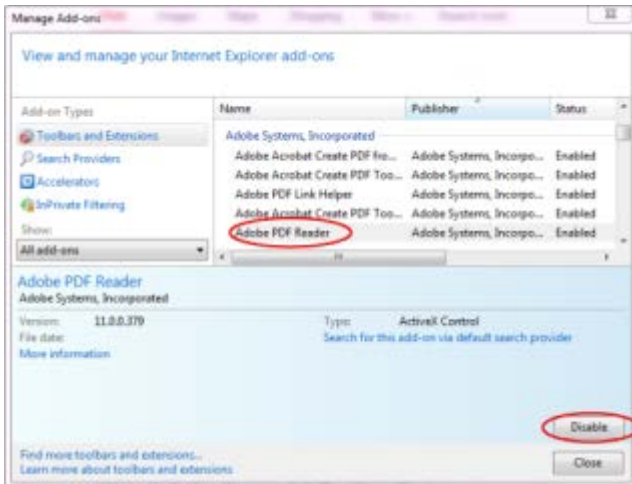 Manage Add-ons
View and manage your Internet Explorer add-ons
Add-on Types
Toolbars and Extensions
Search Providers
Accelerators
InPrivate Filtering
Show:
All add-ons
Name Publisher Status
Adobe Systems, Incorporated
Adobe Acrobat Create PDF fro... Adobe Systems, Incorpo... Enabled
Adobe Acrobat Create PDF Too... Adobe Systems, Incorpo... Enabled
Adobe PDF Link Helper Adobe Systems, Incorpo... Enabled
Adobe Acrobat Create PDF Too... Adobe Systems, Incorpo... Enabled
Adobe PDF Reader Adobe Systems, Incorpo... Enabled
Adobe PDF Reader
Adobe Systems, Incorporated
Version: 11.0.0.379 Type: ActiveX Control
File date: Search for this add-on via default search provider
More information
Disable
Find more toolbars and extensions...
Learn more about toolbars and extensions
Close